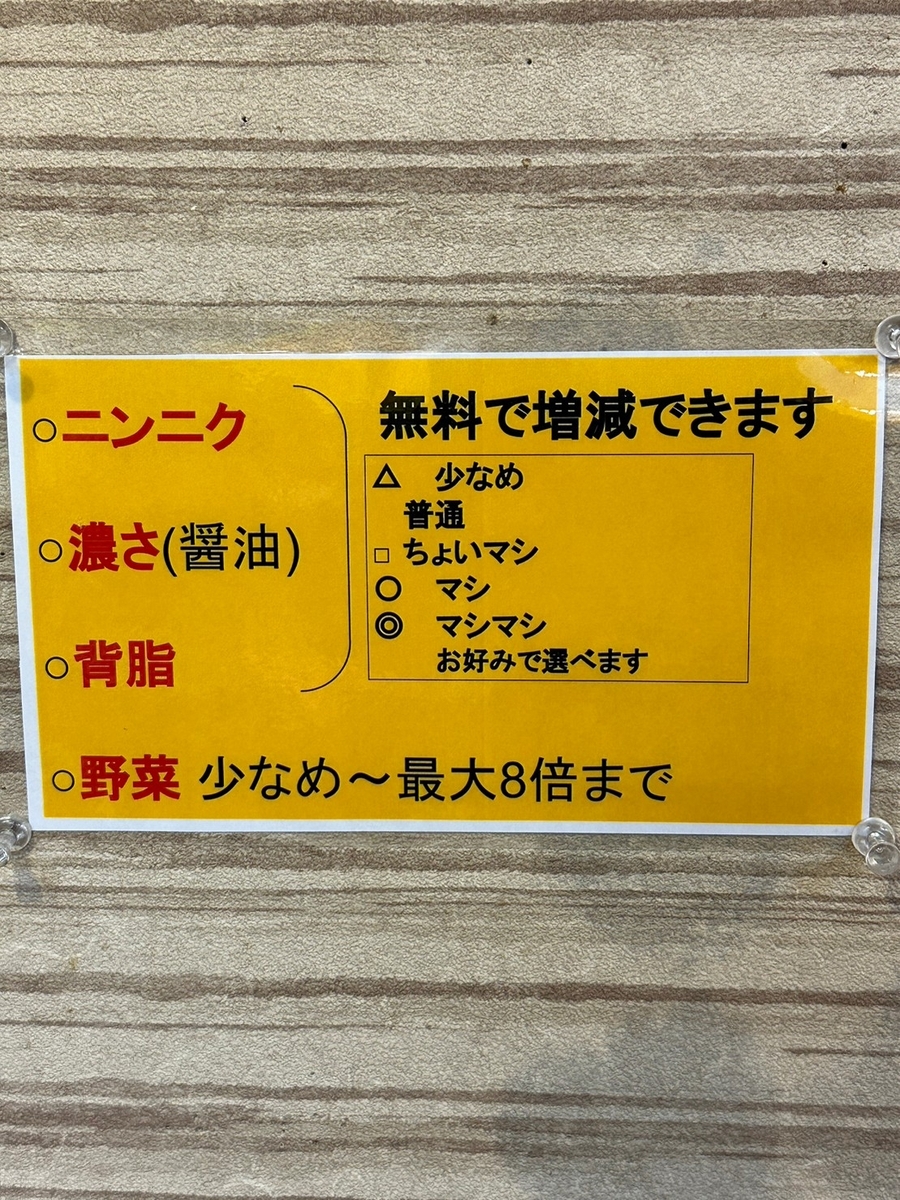 ○ニンニク
○濃さ(醤油)
○背脂
無料で増減できます
△ 少なめ
普通
□ ちょいマシ
○ マシ
◎ マシマシ
お好みで選べます
○野菜 少なめ～最大8倍まで